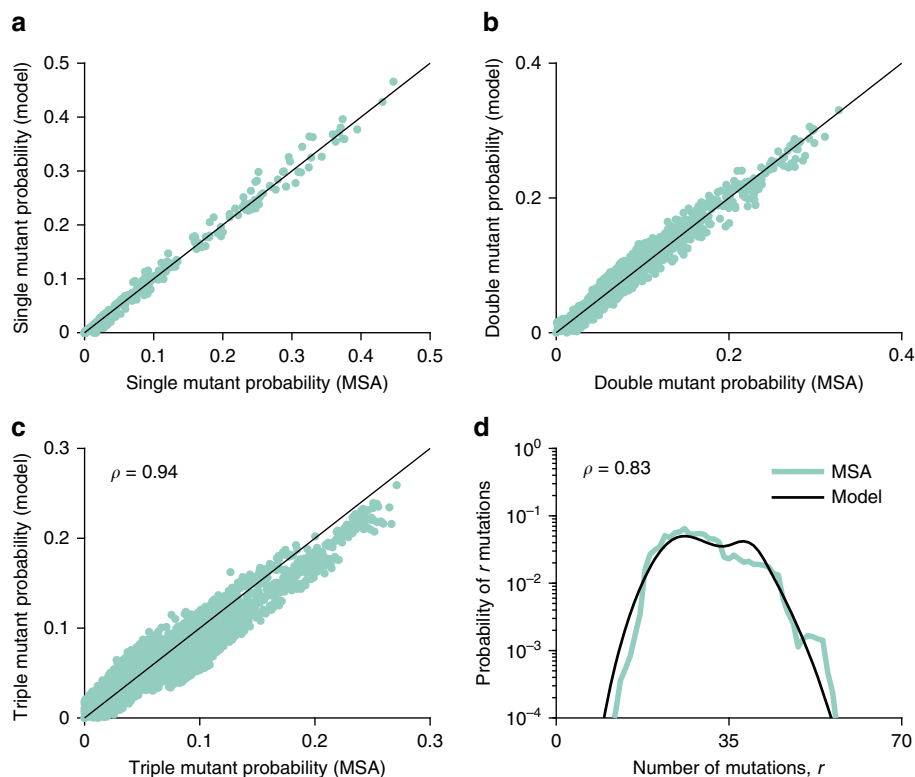 a
Single mutant probability (model)
0.5
0.4
0.3
0.2
0.1
0
0 0.1 0.2 0.3 0.4 0.5
Single mutant probability (MSA)
b
Double mutant probability (model)
0.4
0.2
0
0 0.2 0.4
Double mutant probability (MSA)
c
Triple mutant probability (model)
0.3
0.2
0.1
0
ρ = 0.94
0 0.1 0.2 0.3
Triple mutant probability (MSA)
d
Probability of r mutations
10⁰
10⁻¹
10⁻²
10⁻³
10⁻⁴
ρ = 0.83
MSA
Model
0 35 70
Number of mutations, r